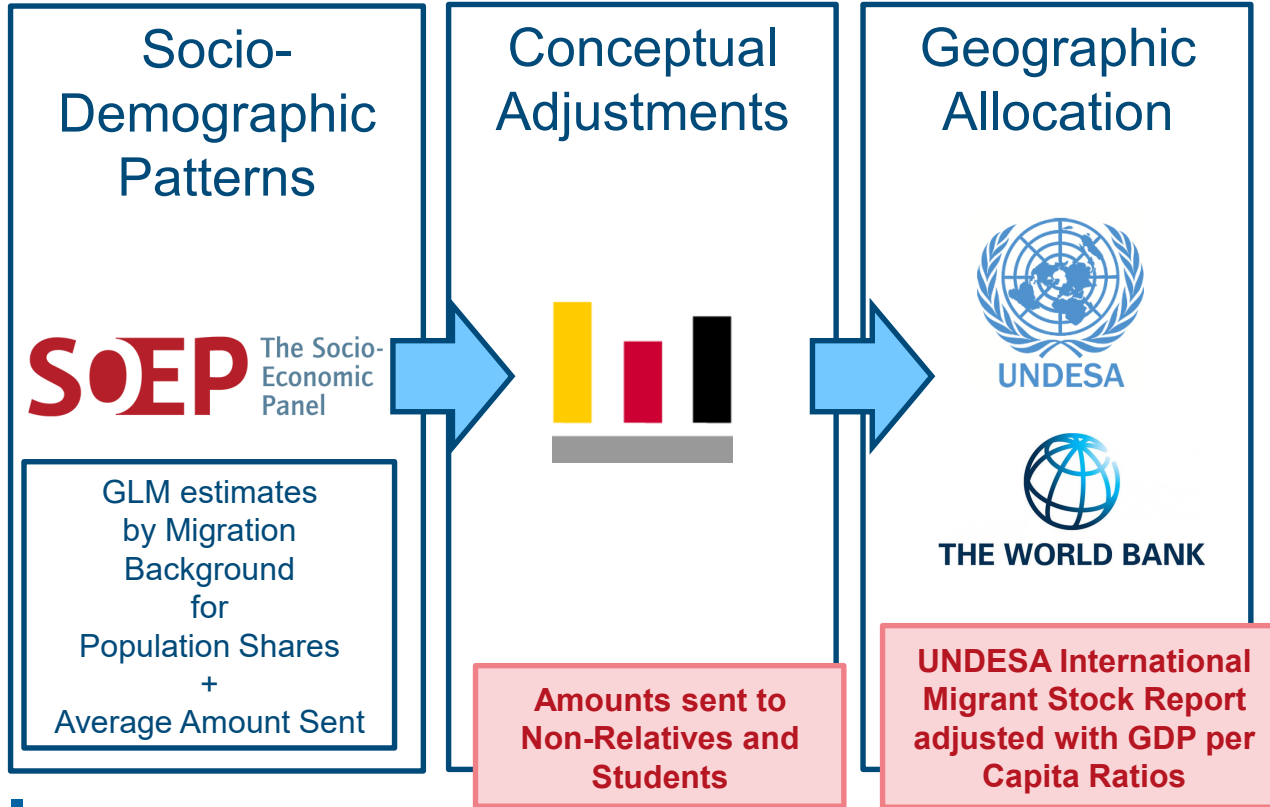 Socio-
Demographic
Patterns
SOEP
The Socio-
Economic
Panel
GLM estimates
by Migration
Background
for
Population Shares
+
Average Amount Sent
Conceptual
Adjustments
Amounts sent to
Non-Relatives and
Students
Geographic
Allocation
UNDESA
THE WORLD BANK
UNDESA International
Migrant Stock Report
adjusted with GDP per
Capita Ratios